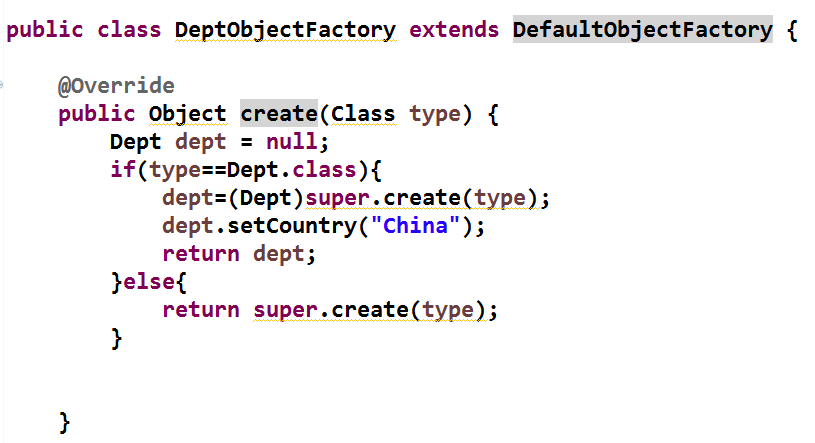 public class DeptObjectFactory extends DefaultObjectFactory {
@Override
public Object create(Class type) {
Dept dept = null;
if(type==Dept.class){
dept=(Dept)super.create(type);
dept.setCountry("China");
return dept;
}else{
return super.create(type);
}
}